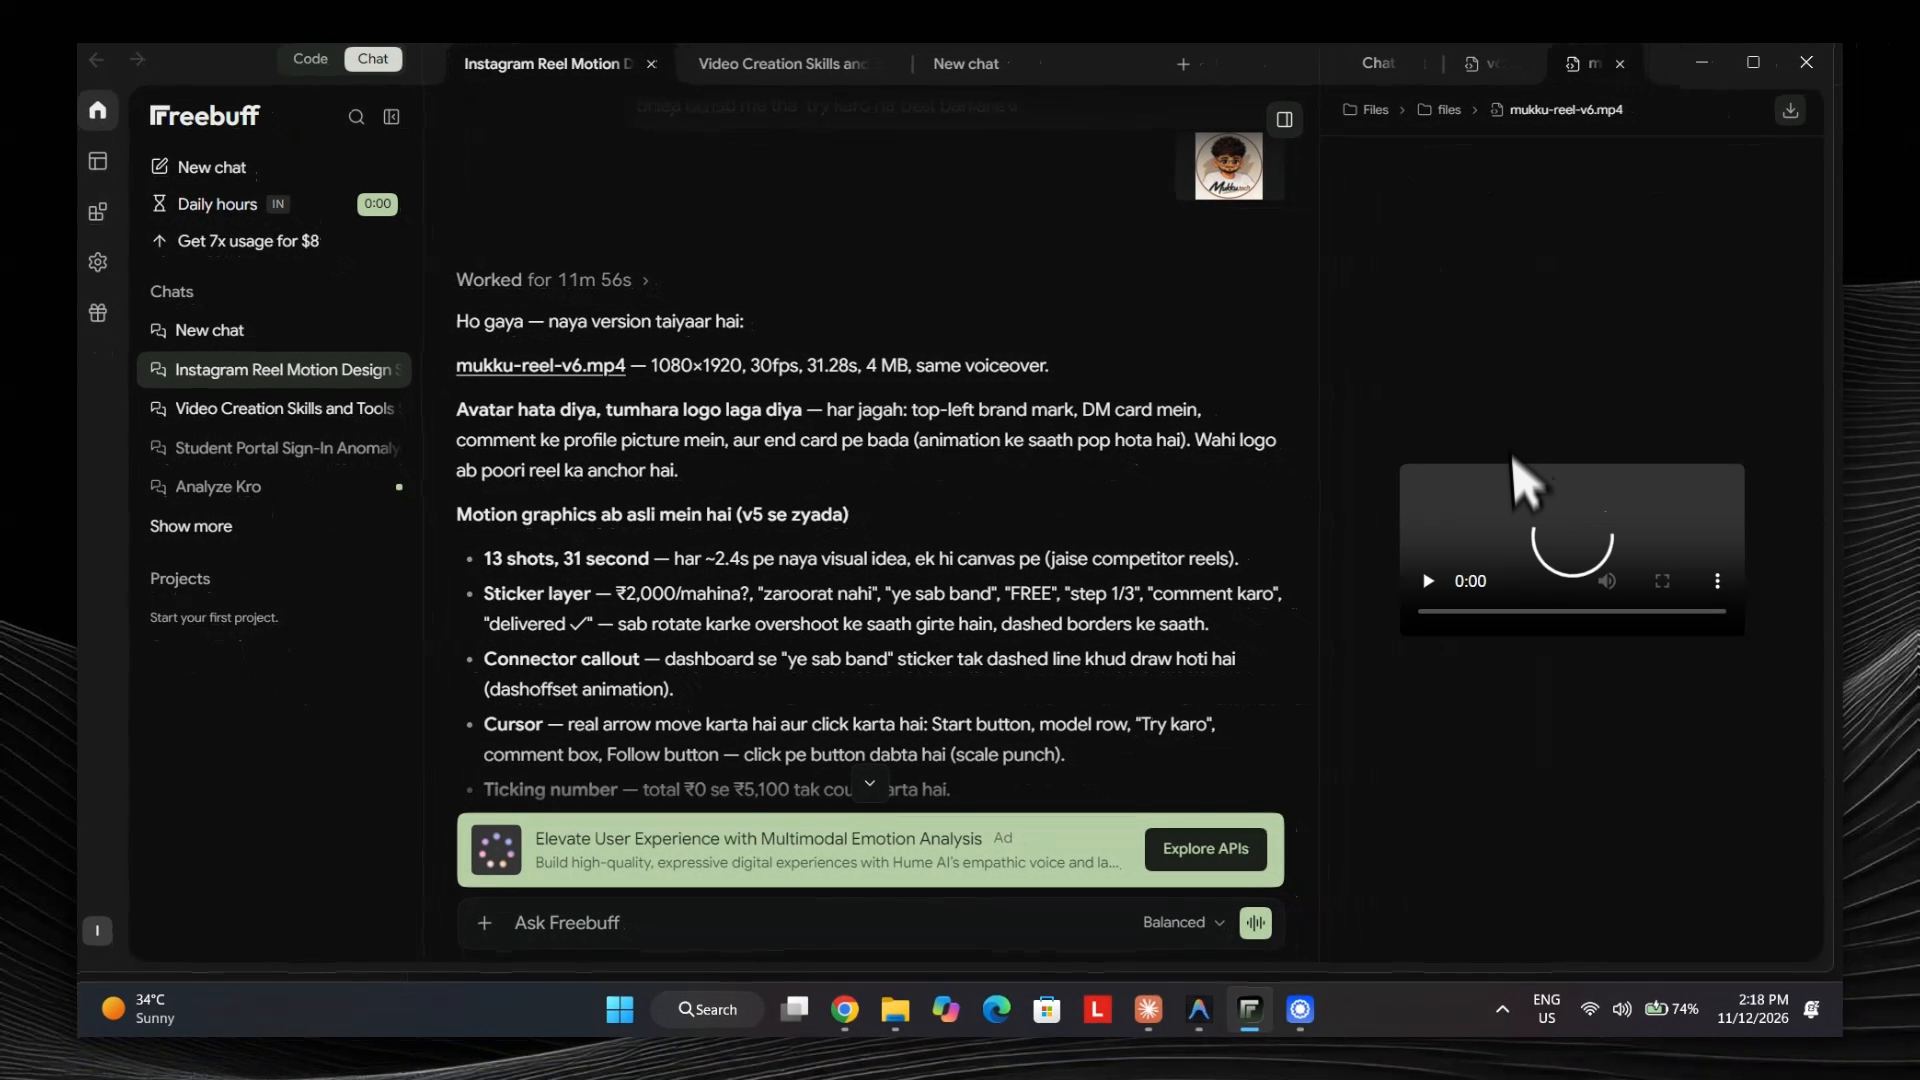 Code
Chat
Instagram Reel Motion D
Video Creation Skills and
New chat
Chat
Freebuff
Files
files
mukku-reel-v6.mp4
Mukku.tech
New chat
Daily hours IN 0:00
Get 7x usage for $8
Chats
New chat
Instagram Reel Motion Design S
Video Creation Skills and Tools
Student Portal Sign-In Anomaly
Analyze Kro
Show more
Projects
Start your first project.
Worked for 11m 56s
Ho gaya — naya version taiyaar hai:
mukku-reel-v6.mp4 — 1080×1920, 30fps, 31.28s, 4 MB, same voiceover.
Avatar hata diya, tumhara logo laga diya — har jagah: top-left brand mark, DM card mein,
comment ke profile picture mein, aur end card pe bada (animation ke saath pop hota hai). Wahi logo
ab poori reel ka anchor hai.
Motion graphics ab asli mein hai (v5 se zyada)
• 13 shots, 31 second — har ~2.4s pe naya visual idea, ek hi canvas pe (jaise competitor reels).
• Sticker layer — ₹2,000/mahina?, "zaroorat nahi", "ye sab band", "FREE", "step 1/3", "comment karo",
"delivered ✓" — sab rotate karke overshoot ke saath girte hain, dashed borders ke saath.
• Connector callout — dashboard se "ye sab band" sticker tak dashed line khud draw hoti hai
(dashoffset animation).
• Cursor — real arrow move karta hai aur click karta hai: Start button, model row, "Try karo",
comment box, Follow button — click pe button dabta hai (scale punch).
• Ticking number — total ₹0 se ₹5,100 tak cou arta hai.
0:00
Elevate User Experience with Multimodal Emotion Analysis Ad
Build high-quality, expressive digital experiences with Hume AI's empathic voice and la...
Explore APIs
Ask Freebuff
Balanced
I
34°C
Sunny
Search
L
ENG
US
74%
2:18 PM
11/12/2026